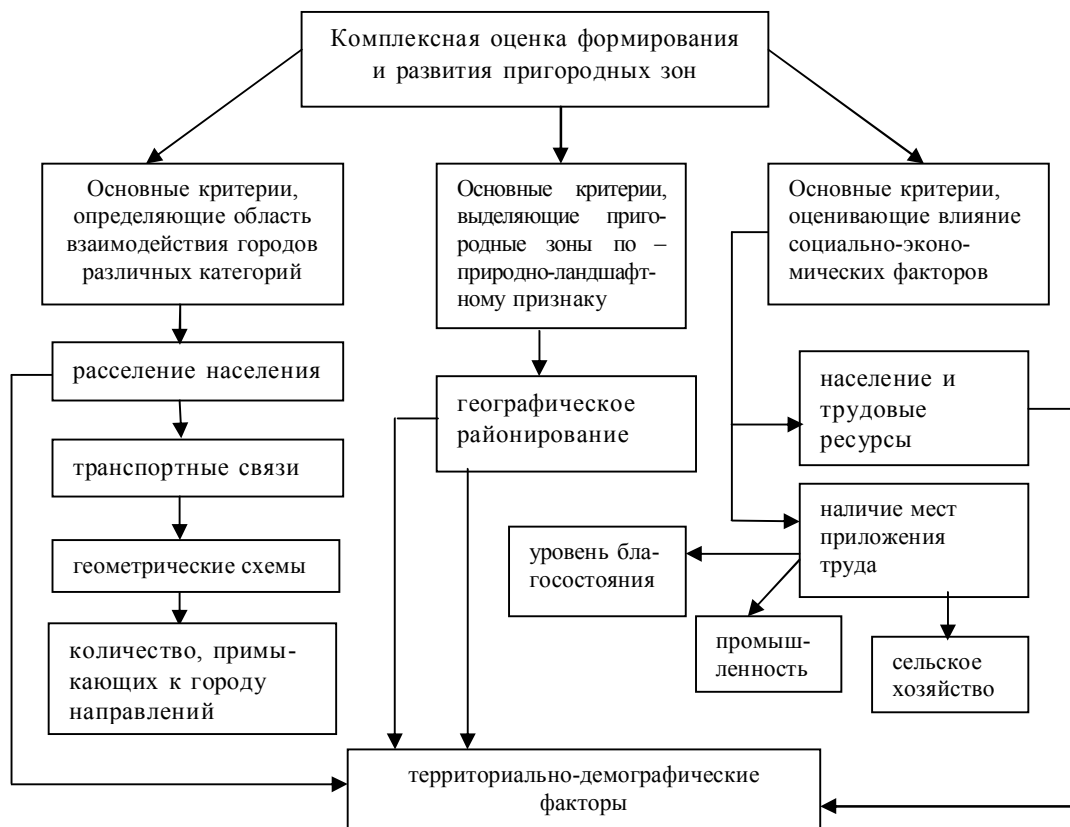 Комплексная оценка формирования
и развития пригородных зон
Основные критерии,
определяющие область
взаимодействия городов
различных категорий
Основные критерии,
выделяющие приго-
родные зоны по –
природно-ландшафт-
ному признаку
Основные критерии,
оценивающие влияние
социально-эконо-
мических факторов
расселение населения
географическое
районирование
население и
трудовые
ресурсы
транспортные связи
наличие мест
приложения
труда
уровень бла-
госостояния
геометрические схемы
количество, примы-
кающих к городу
направлений
промыш-
ленность
сельское
хозяйство
территориально-демографические
факторы